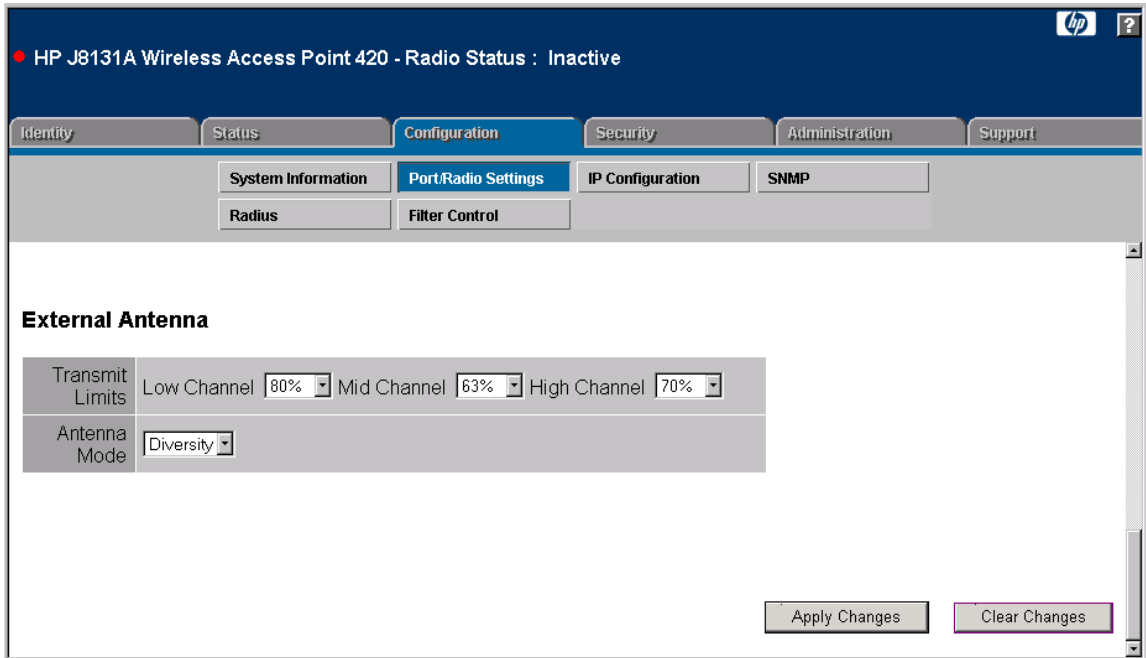 hp ?
HP J8131A Wireless Access Point 420 - Radio Status : Inactive
Identity Status Configuration Security Administration Support
System Information Port/Radio Settings IP Configuration SNMP
Radius Filter Control
External Antenna
Transmit Limits Low Channel 80% Mid Channel 63% High Channel 70%
Antenna Mode Diversity
Apply Changes Clear Changes